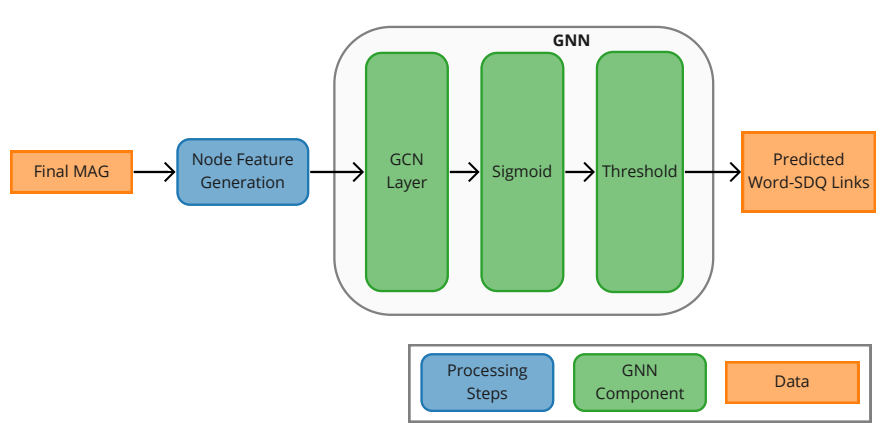 GNN
Final MAG
Node Feature
Generation
GCN
Layer
Sigmoid
Threshold
Predicted
Word-SDQ Links
Processing
Steps
GNN
Component
Data